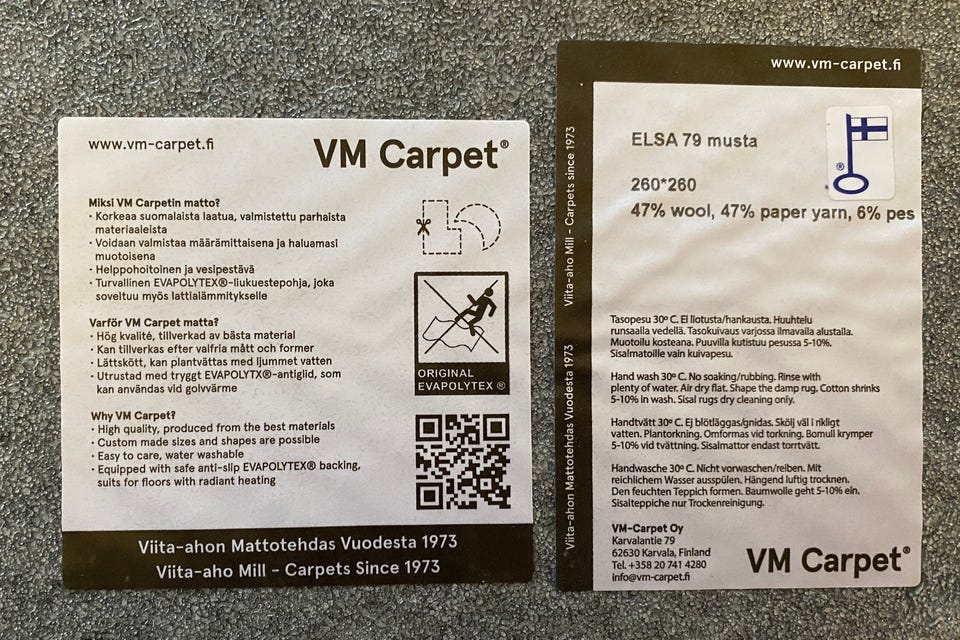 www.vm-carpet.fi
VM Carpet®
Miksi VM Carpetin matto?
• Korkeaa suomalaista laatua, valmistettu parhaista
materiaaleista
• Voidaan valmistaa määrämittaisena ja haluamasi
muotoisena
• Helppohoitoinen ja vesipestävä
• Turvallinen EVAPOLYTEX®-liukuestepohja, joka
soveltuu myös lattialämmitykselle
Varför VM Carpet matta?
• Hög kvalité, tillverkad av bästa material
• Kan tillverkas efter valfria mått och former
• Lättskött, kan plantvättas med ljummet vatten
• Utrustad med tryggt EVAPOLYTX®-antiglid, som
kan användas vid golvvärme
Why VM Carpet?
• High quality, produced from the best materials
• Custom made sizes and shapes are possible
• Easy to care, water washable
• Equipped with safe anti-slip EVAPOLYTEX® backing,
suits for floors with radiant heating
ORIGINAL
EVAPOLYTEX ®
Viita-ahon Mattotehdas Vuodesta 1973
Viita-aho Mill - Carpets Since 1973
www.vm-carpet.fi
Viita-ahon Mattotehdas Vuodesta 1973
Viita-aho Mill - Carpets since 1973
ELSA 79 musta
®
260*260
47% wool, 47% paper yarn, 6% pes
Tasopesu 30º C. Ei liotusta/hankausta. Huuhtelu
runsaalla vedellä. Tasokuivaus varjossa ilmavalla alustalla.
Muotoilu kosteana. Puuvilla kutistuu pesussa 5-10%.
Sisalmatoille vain kuivapesu.
Hand wash 30º C. No soaking/rubbing. Rinse with
plenty of water. Air dry flat. Shape the damp rug. Cotton shrinks
5-10% in wash. Sisal rugs dry cleaning only.
Handtvätt 30º C. Ej blötläggas/gnidas. Skölj väl i rikligt
vatten. Plantorkning. Omformas vid torkning. Bomull krymper
5-10% vid tvättning. Sisalmattor endast torrtvätt.
Handwasche 30º C. Nicht vorwaschen/reiben. Mit
reichlichem Wasser ausspülen. Hängend luftig trocknen.
Den feuchten Teppich formen. Baumwolle geht 5-10% ein.
Sisalteppiche nur Trockenreinigung.
VM-Carpet Oy
Karvalantie 79
62630 Karvala, Finland
Tel. +358 20 741 4280
info@vm-carpet.fi
VM Carpet®